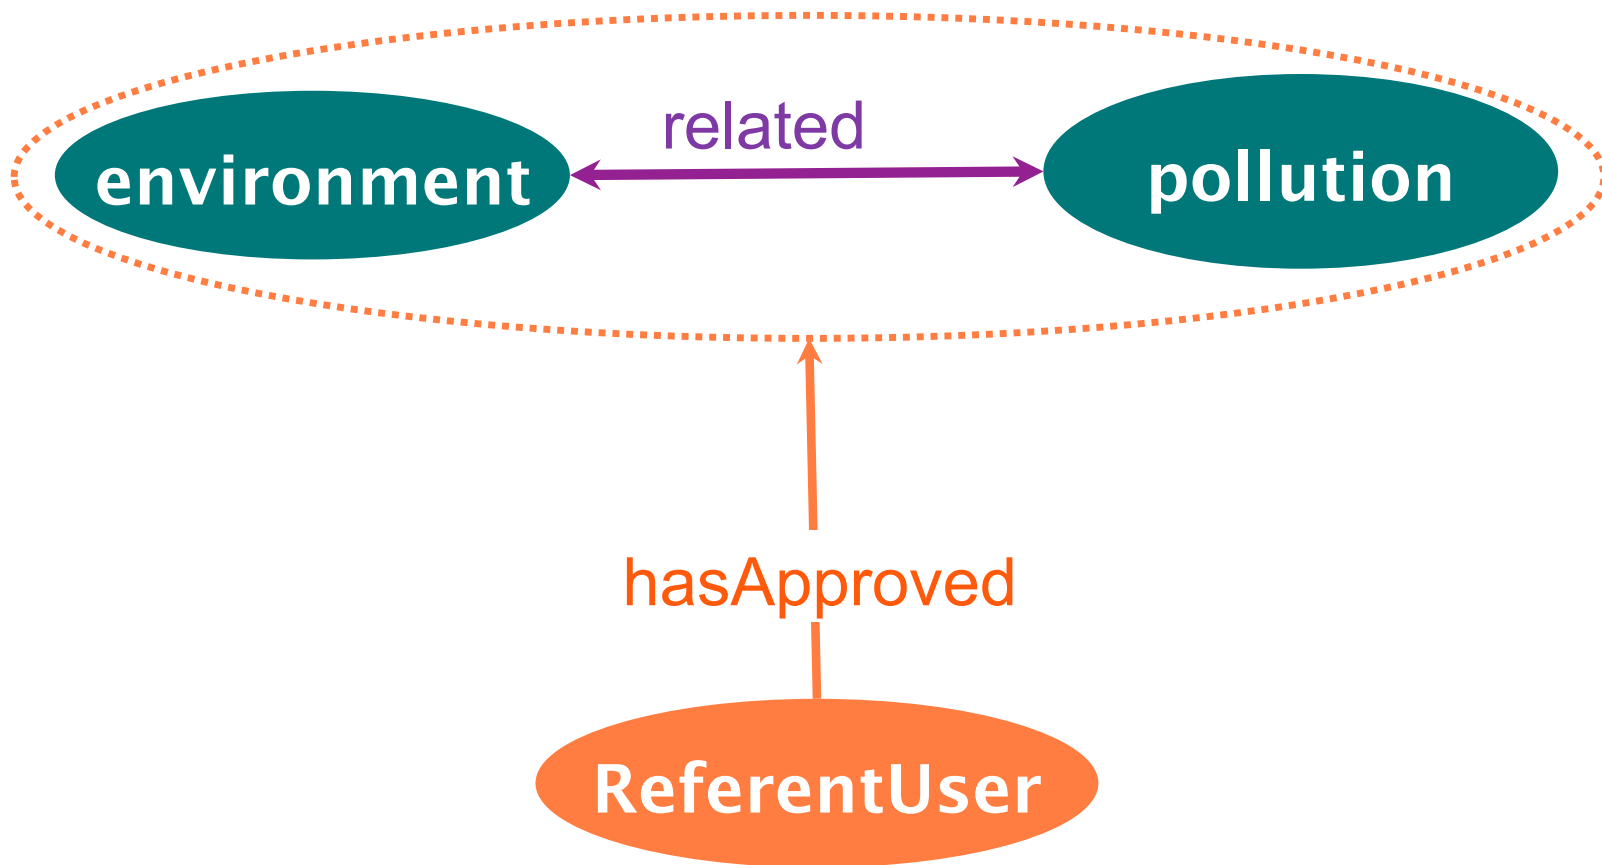 related
environment
pollution
hasApproved
ReferentUser